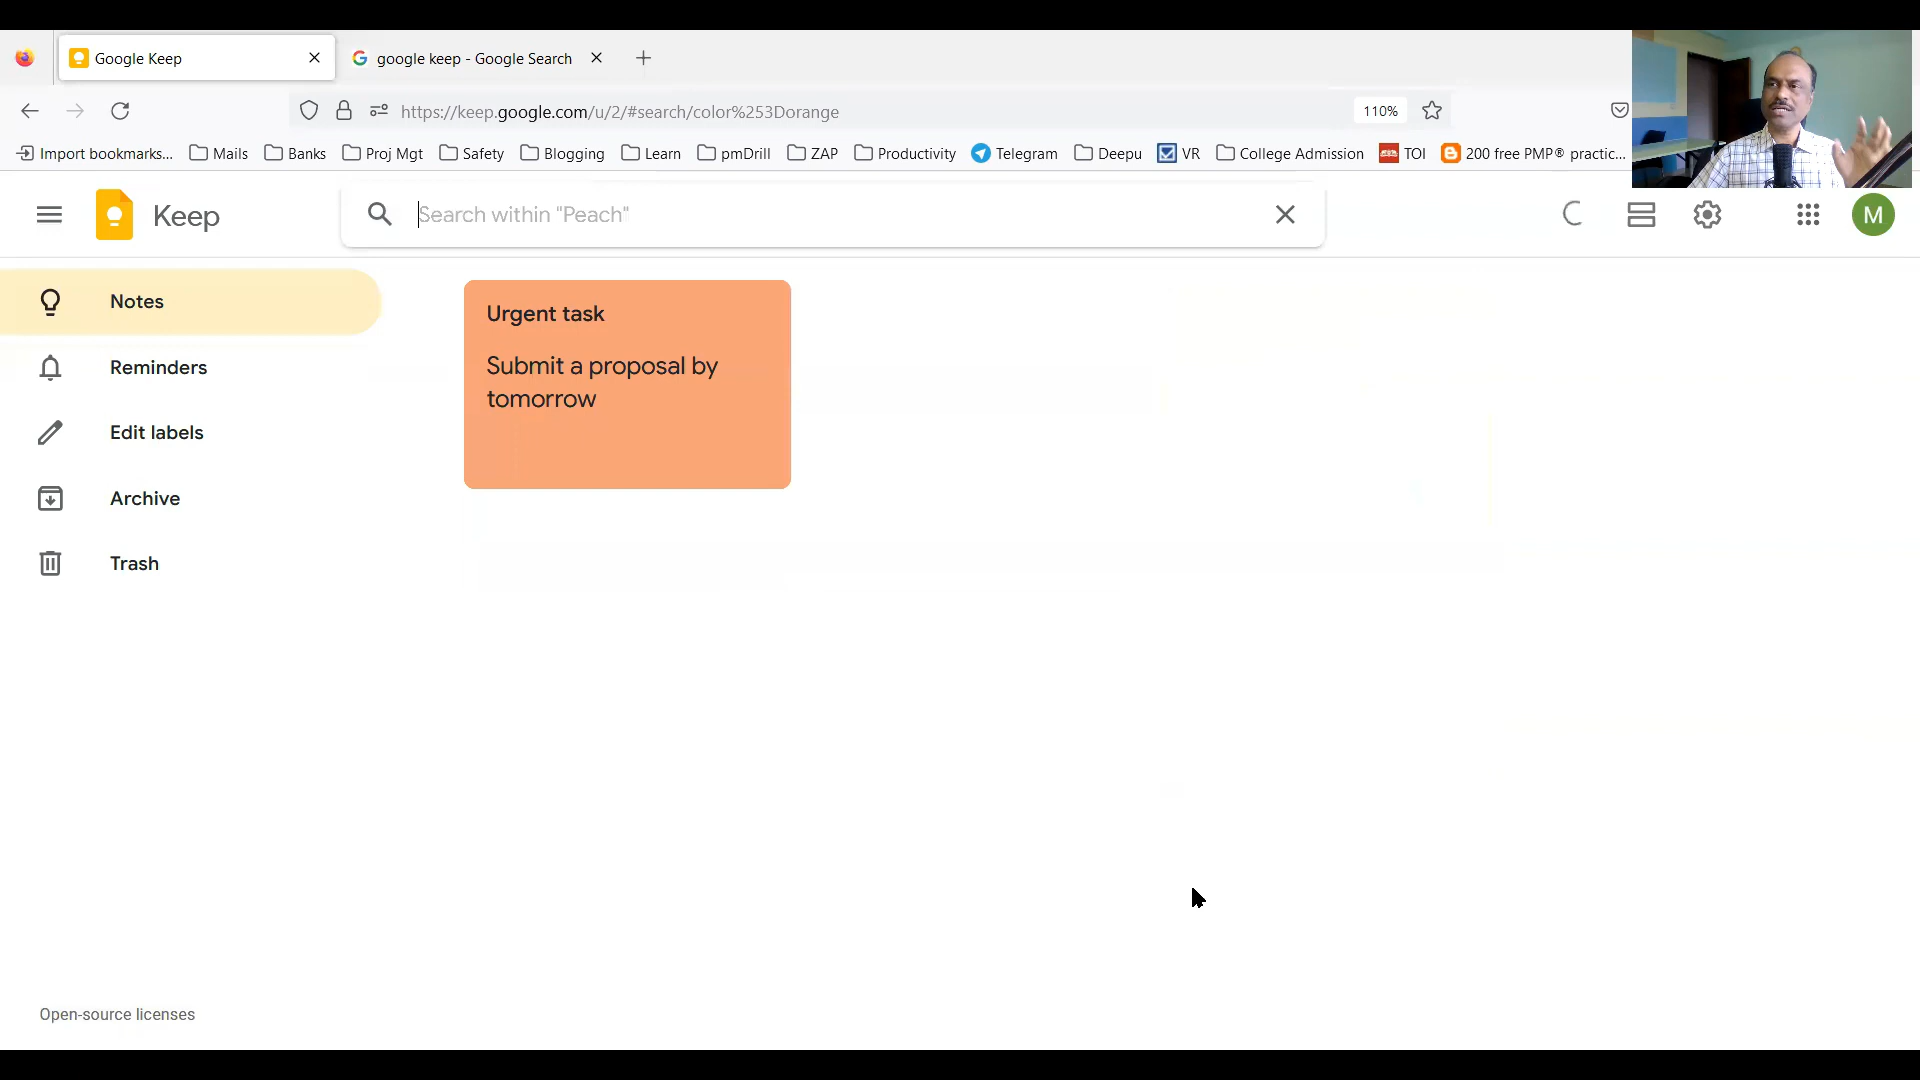 Google Keep
google keep - Google Search
https://keep.google.com/u/2/#search/color%253Dorange
110%
Import bookmarks... Mails Banks Proj Mgt Safety Blogging Learn pmDrill ZAP Productivity Telegram Deepu VR College Admission TOI 200 free PMP® practic...
Keep
Search within "Peach"
M
Notes
Reminders
Edit labels
Archive
Trash
Urgent task
Submit a proposal by
tomorrow
Open-source licenses